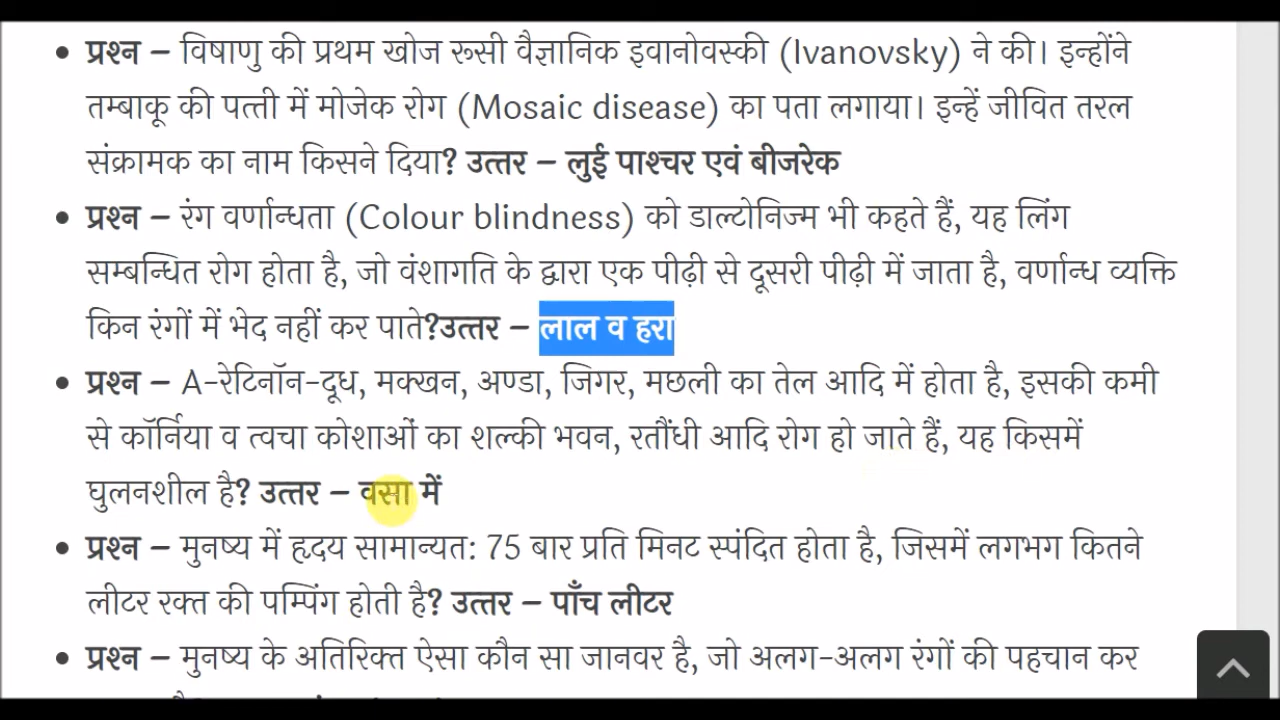 • प्रश्न – विषाणु की प्रथम खोज रूसी वैज्ञानिक इवानोवस्की (Ivanovsky) ने की। इन्होंने
तम्बाकू की पत्ती में मोजेक रोग (Mosaic disease) का पता लगाया। इन्हें जीवित तरल
संक्रामक का नाम किसने दिया? उत्तर – लुई पाश्चर एवं बीजरेक
• प्रश्न – रंग वर्णान्धता (Colour blindness) को डाल्टोनिज्म भी कहते हैं, यह लिंग
सम्बन्धित रोग होता है, जो वंशागति के द्वारा एक पीढ़ी से दूसरी पीढ़ी में जाता है, वर्णान्ध व्यक्ति
किन रंगों में भेद नहीं कर पाते?उत्तर – लाल व हरा
• प्रश्न – A-रेटिनॉन-दूध, मक्खन, अण्डा, जिगर, मछली का तेल आदि में होता है, इसकी कमी
से कॉर्निया व त्वचा कोशाओं का शल्की भवन, रतौंधी आदि रोग हो जाते हैं, यह किसमें
घुलनशील है? उत्तर – वसा में
• प्रश्न – मुनष्य में हृदय सामान्यत: 75 बार प्रति मिनट स्पंदित होता है, जिसमें लगभग कितने
लीटर रक्त की पम्पिंग होती है? उत्तर – पाँच लीटर
• प्रश्न – मुनष्य के अतिरिक्त ऐसा कौन सा जानवर है, जो अलग-अलग रंगों की पहचान कर